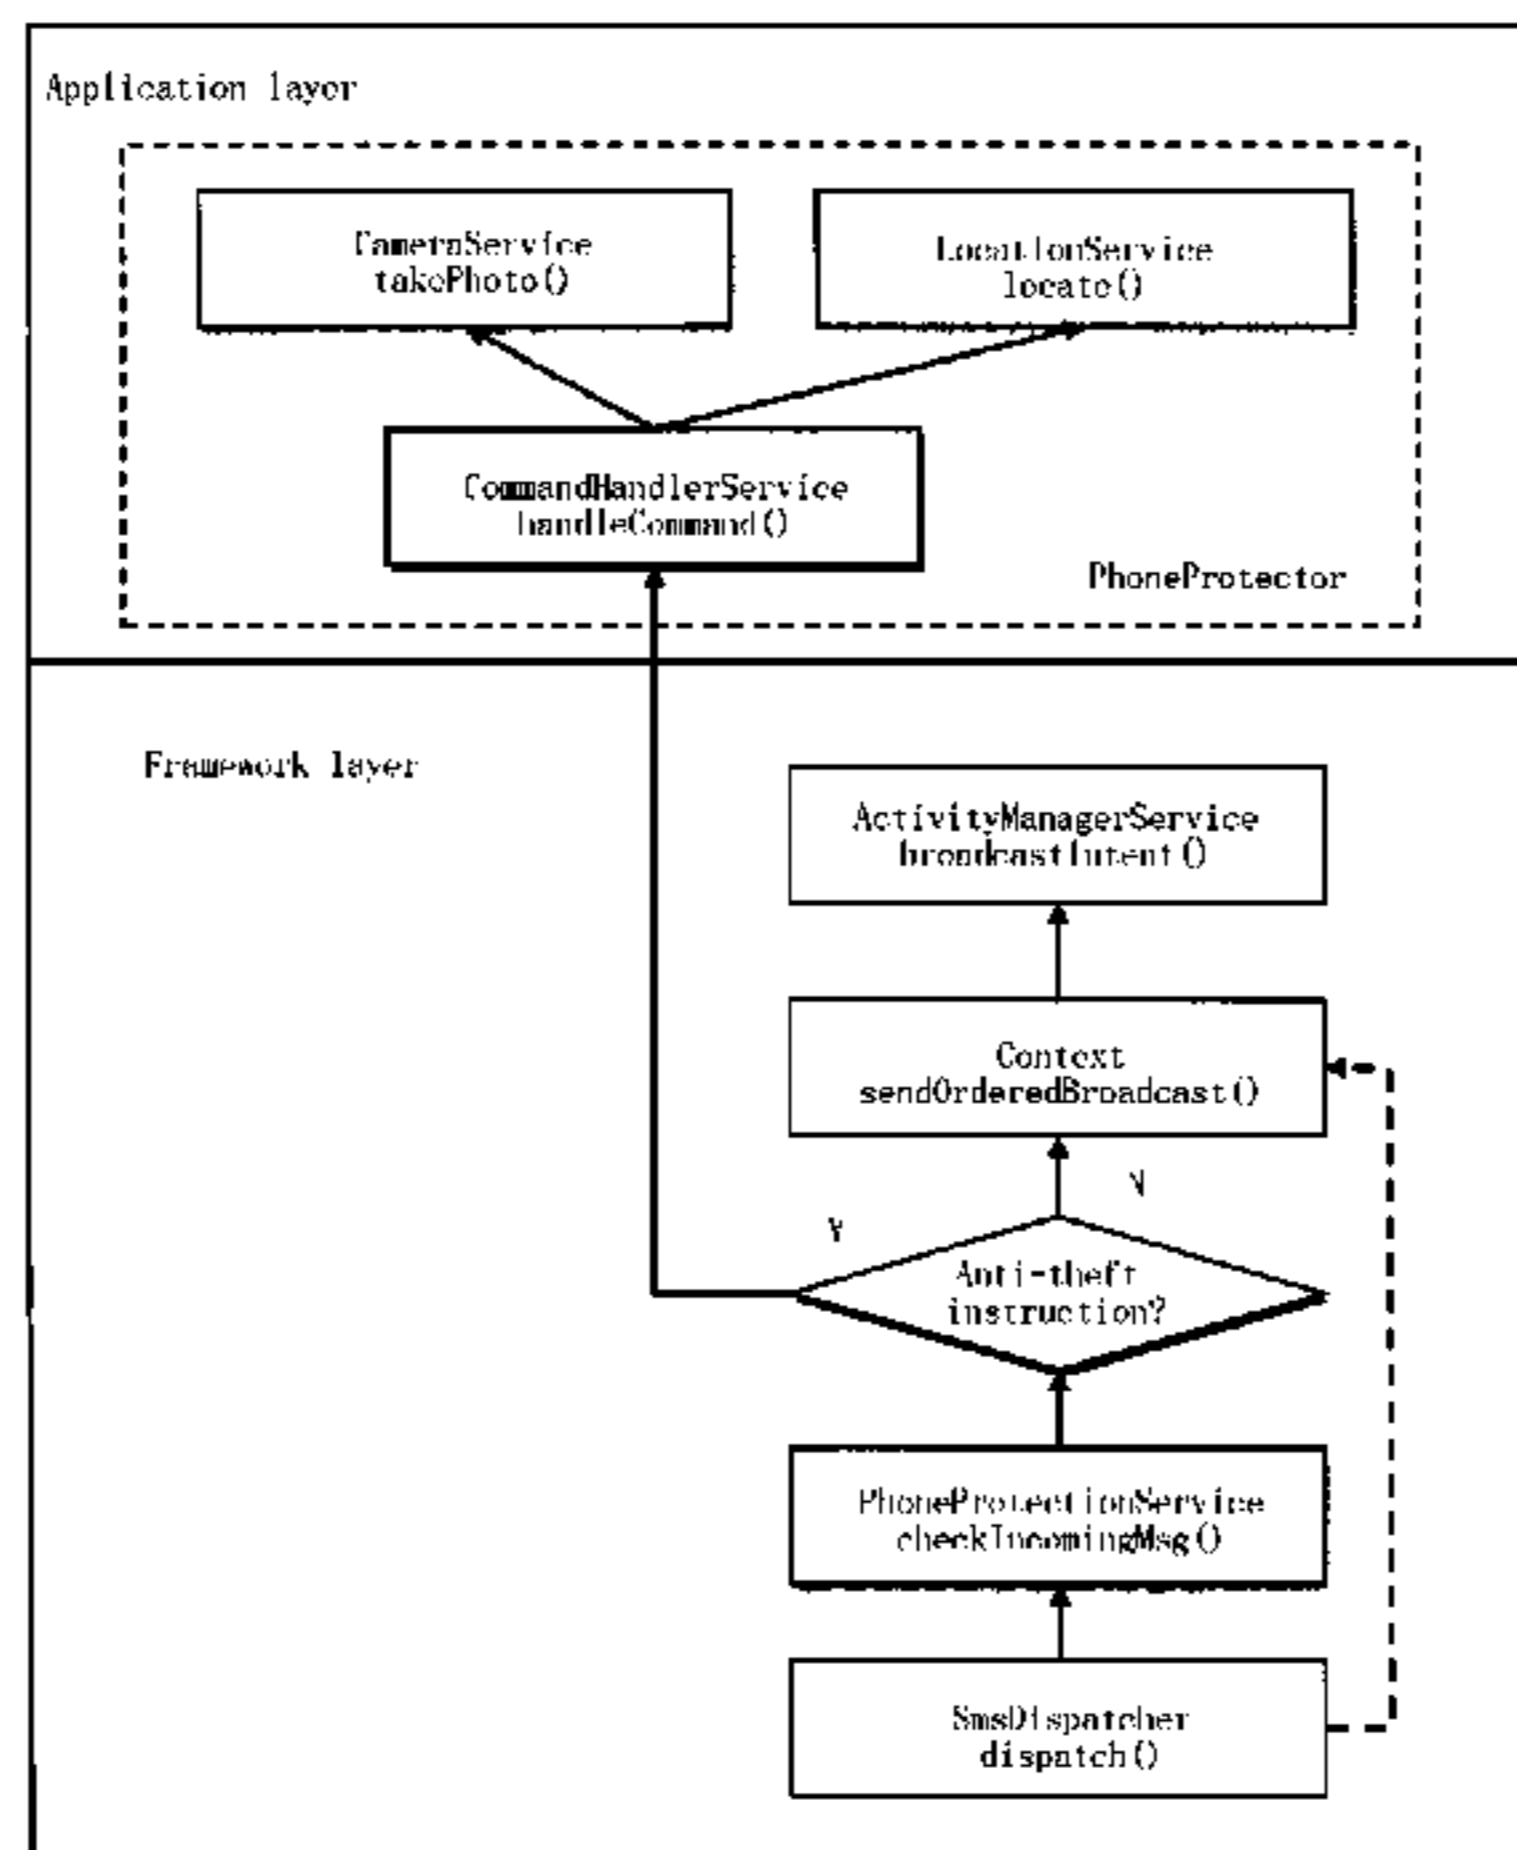 Application layer
CameraService
takePhoto()
LocationService
locate()
CommandHandlerService
handleCommand()
PhoneProtector
Framework layer
ActivityManagerService
broadcastIntent()
Context
sendOrderedBroadcast()
N
Y
Anti-theft
instruction?
PhoneProtectionService
checkIncomingMsg()
SmsDispatcher
dispatch()